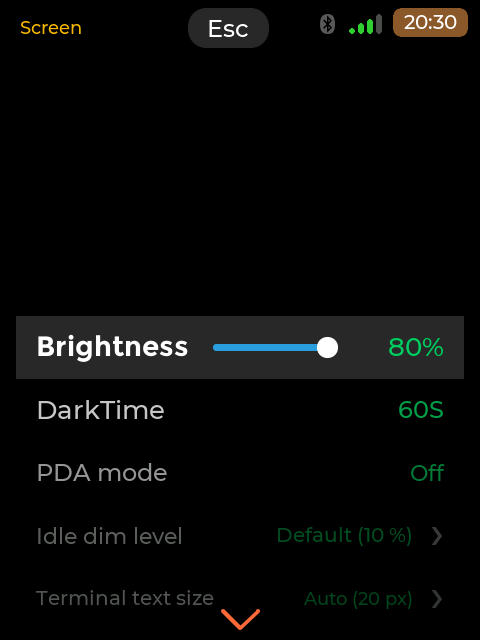 Screen
Esc
20:30
Brightness 80%
DarkTime 60S
PDA mode Off
Idle dim level Default (10 %)
Terminal text size Auto (20 px)